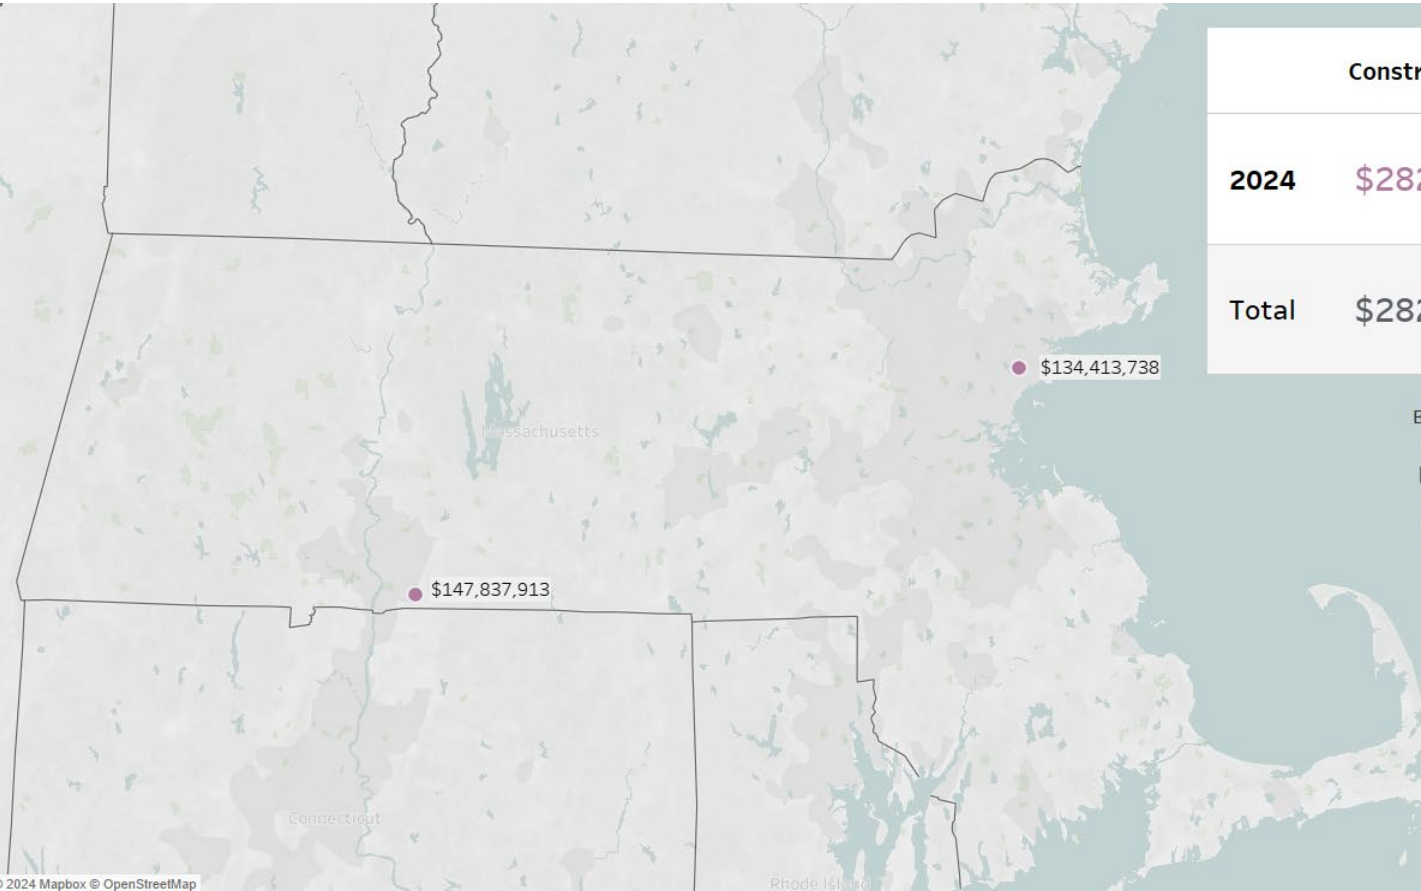 Constr
2024 $282
Total $282
$134,413,738
Massachusetts
$147,837,913
Connecticut
Rhode Island
© 2024 Mapbox © OpenStreetMap